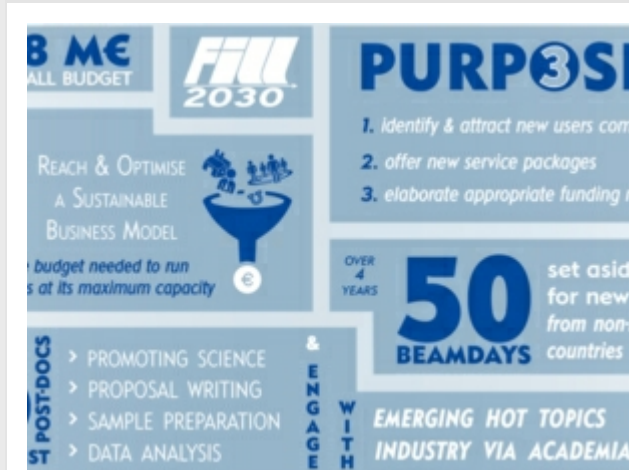 8 M€
ALL BUDGET
Fill
2030
PURPOS
3
1. identify & attract new users com
2. offer new service packages
3. elaborate appropriate funding
REACH & OPTIMISE
A SUSTAINABLE
BUSINESS MODEL
budget needed to run
s at its maximum capacity
€
OVER
4
YEARS
50
BEAMDAYS
set asid
for new
from non-
countries
POST-DOCS
ST
> PROMOTING SCIENCE
> PROPOSAL WRITING
> SAMPLE PREPARATION
> DATA ANALYSIS
& ENGAGE
WITH
EMERGING HOT TOPICS
INDUSTRY VIA ACADEMIA